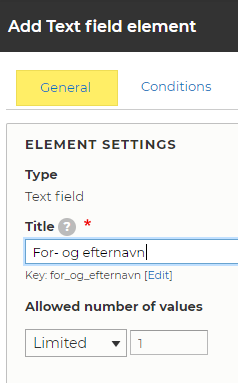 Add Text field element
General Conditions
ELEMENT SETTINGS
Type
Text field
Title ? *
For- og efternavn
Key: for_og_efternavn [Edit]
Allowed number of values
Limited 1